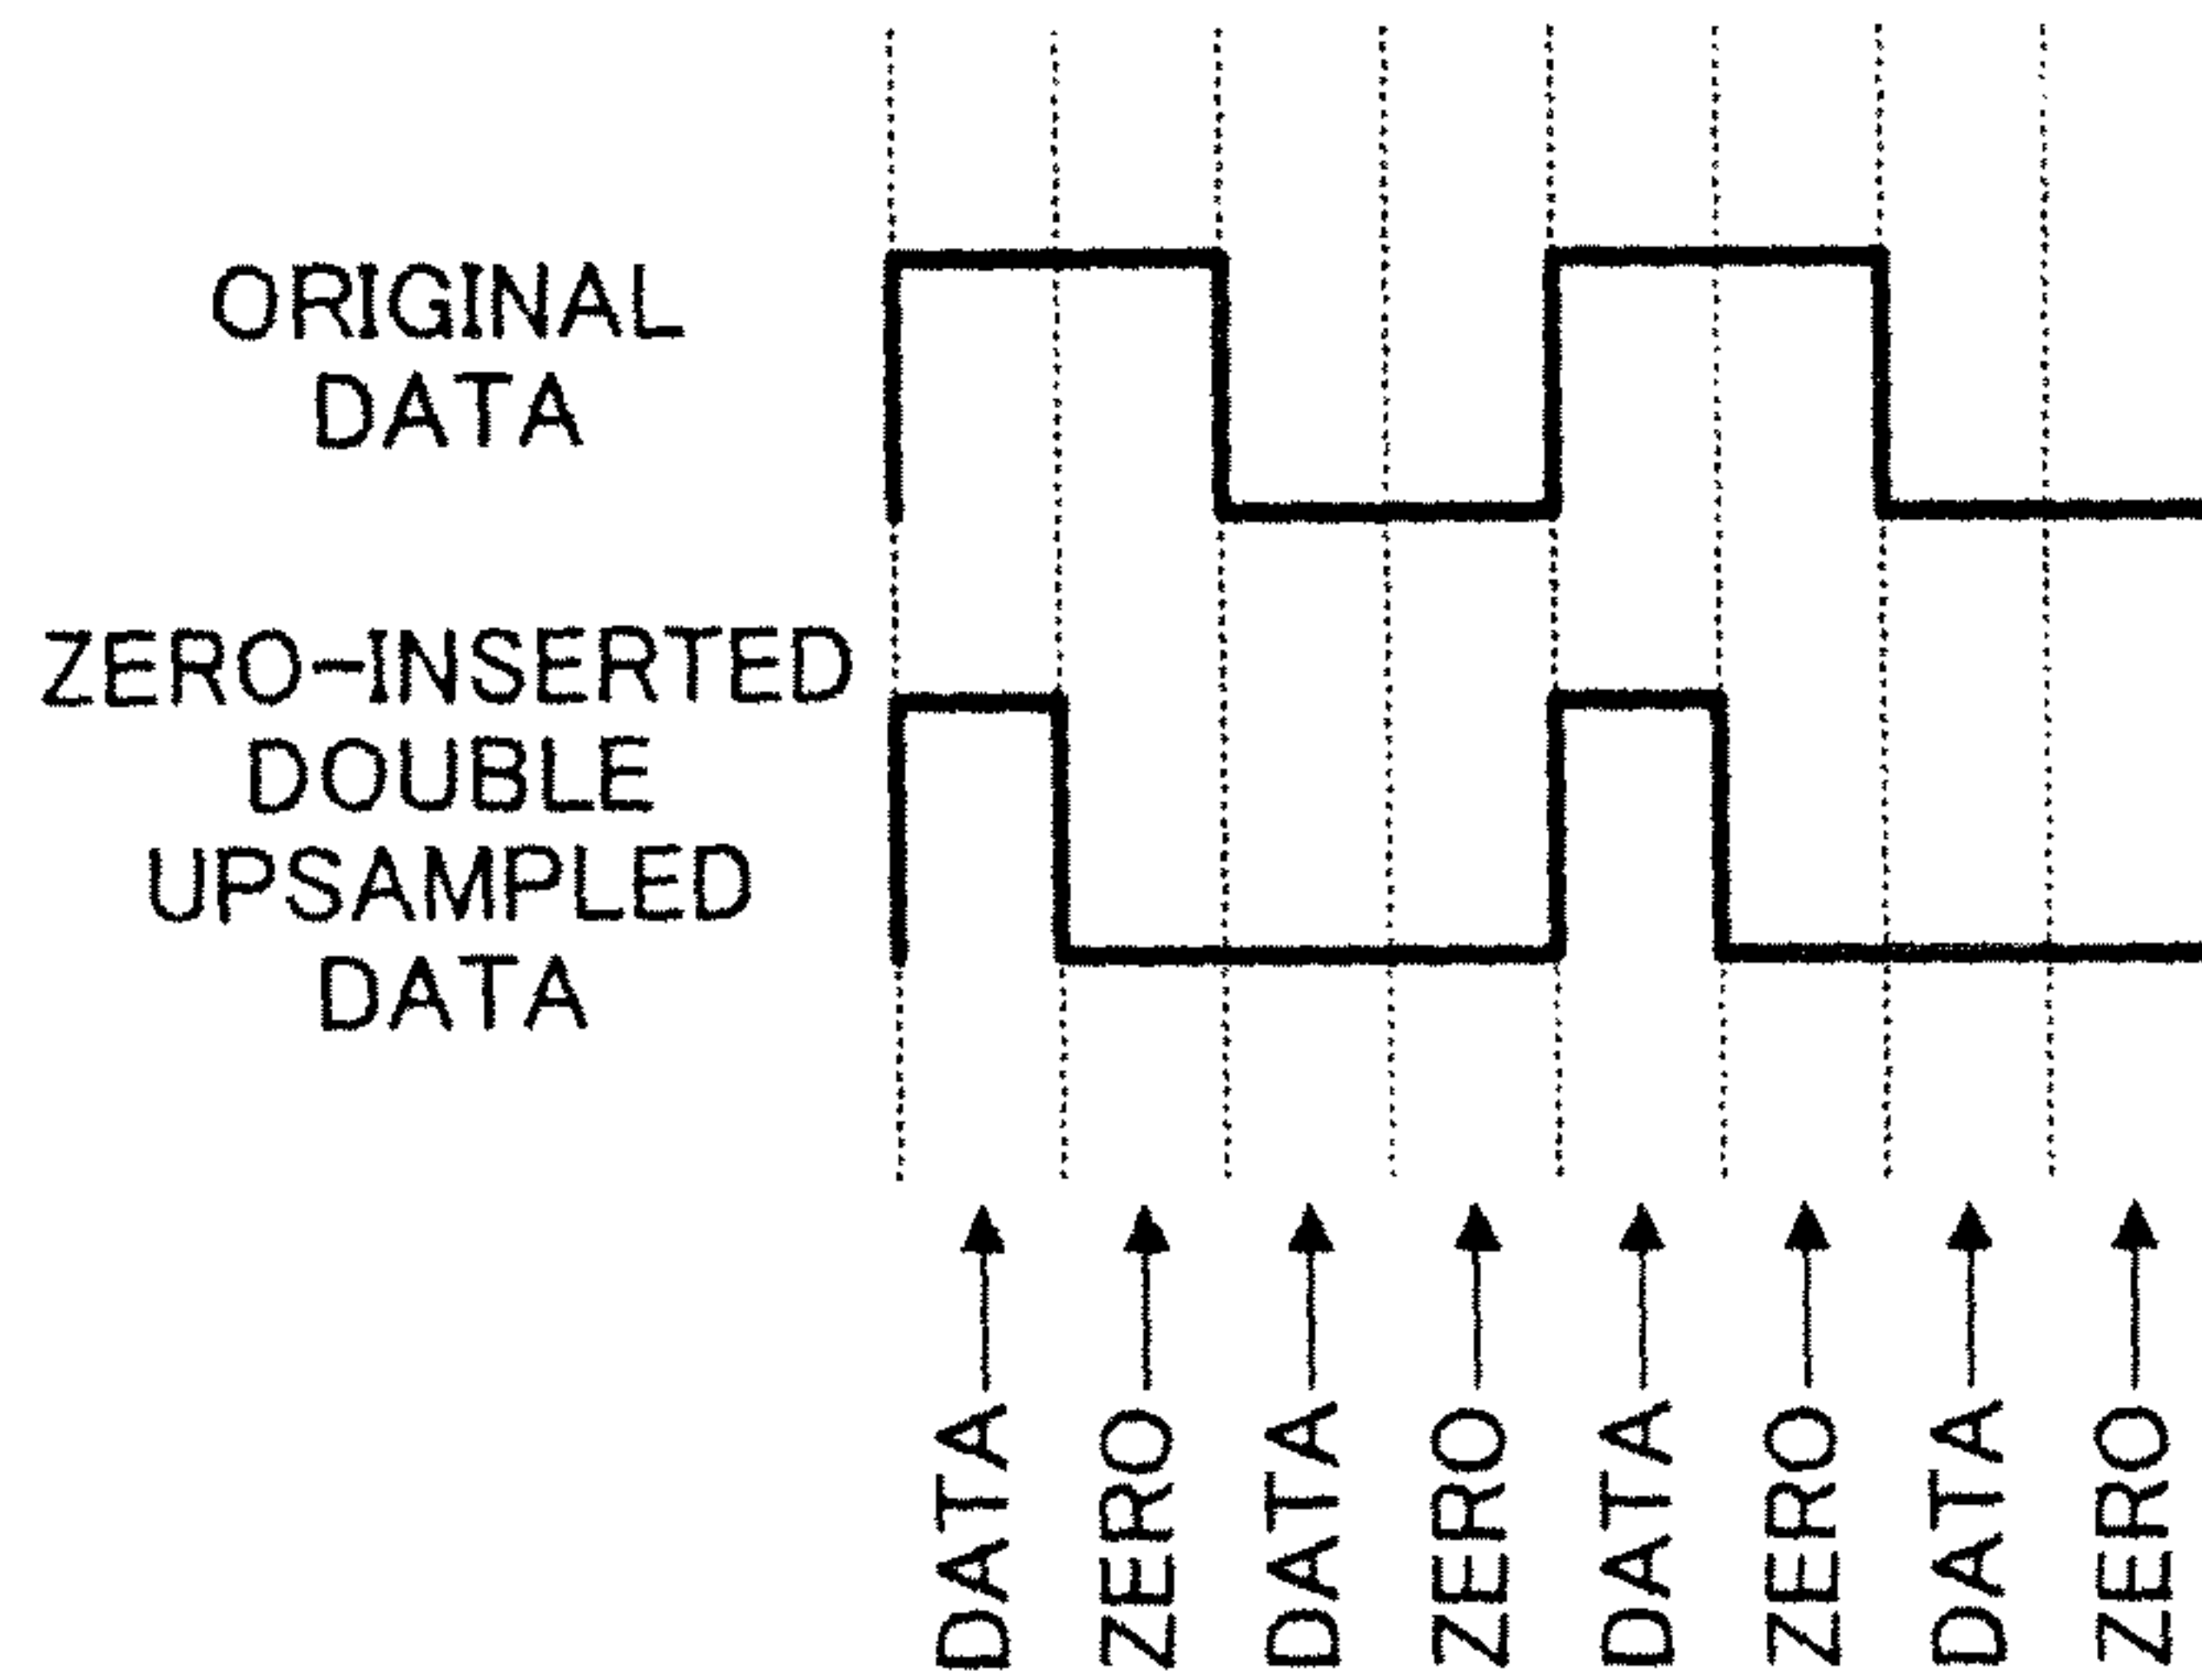 ORIGINAL
DATA
ZERO-INSERTED
DOUBLE
UPSAMPLED
DATA
DATA
ZERO
DATA
ZERO
DATA
ZERO
DATA
ZERO